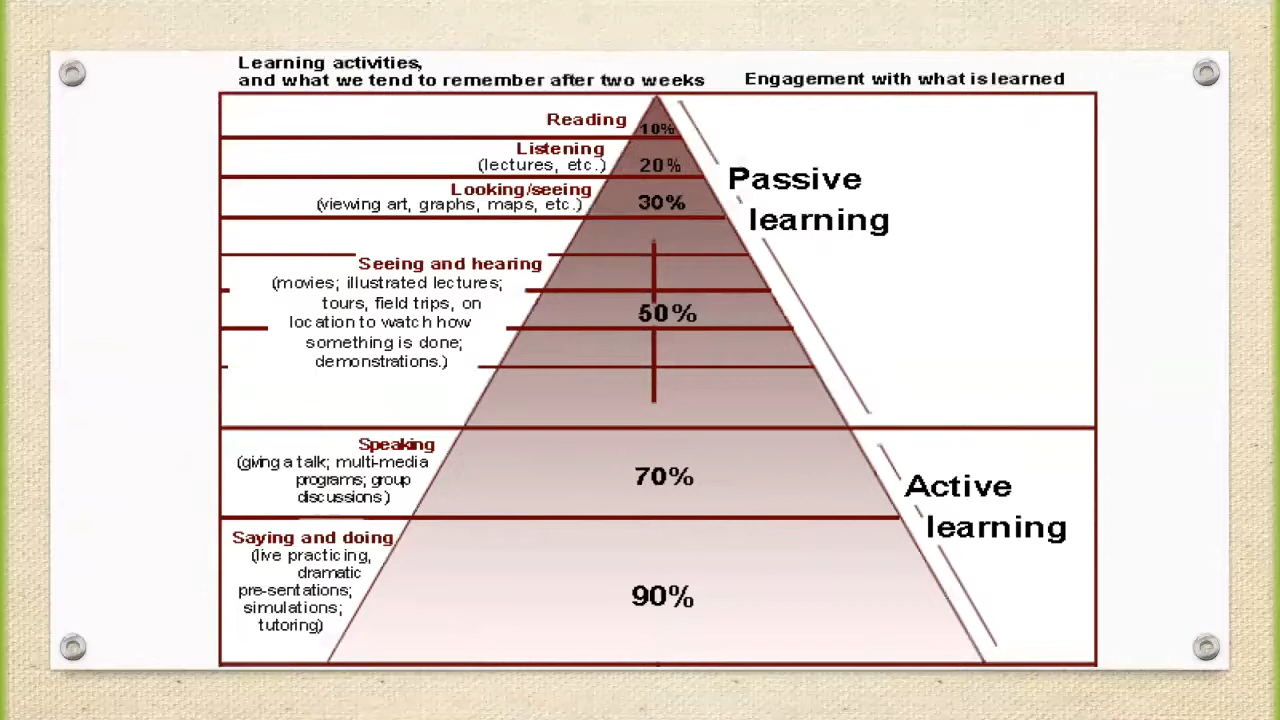 Learning activities,
and what we tend to remember after two weeks
Engagement with what is learned
Reading
10%
Listening
(lectures, etc.)
20%
Looking/seeing
(viewing art, graphs, maps, etc.)
30%
Passive
learning
Seeing and hearing
(movies; illustrated lectures;
tours, field trips, on
location to watch how
something is done;
demonstrations.)
50%
Speaking
(giving a talk; multi-media
programs; group
discussions)
70%
Active
learning
Saying and doing
(live practicing,
dramatic
pre-sentations;
simulations;
tutoring)
90%